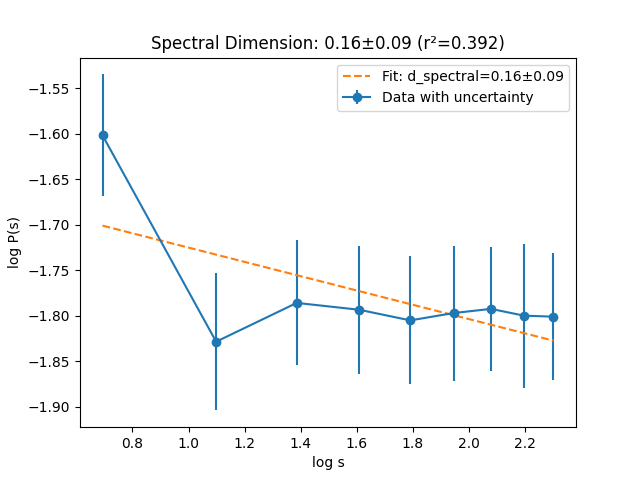 Spectral Dimension: 0.16±0.09 (r²=0.392)
Fit: d_spectral=0.16±0.09
Data with uncertainty
log P(s)
−1.55
−1.60
−1.65
−1.70
−1.75
−1.80
−1.85
−1.90
0.8 1.0 1.2 1.4 1.6 1.8 2.0 2.2
log s